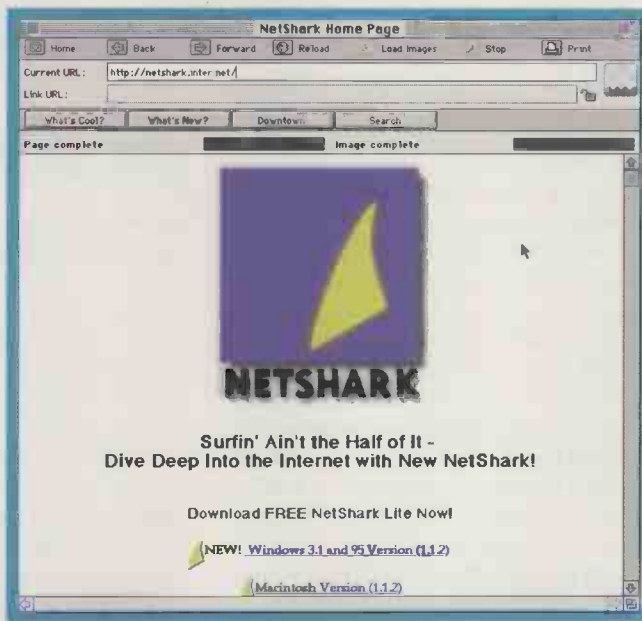 NetShark Home Page
Home Back Forward Reload Load Images Stop Print
Current URL: http://netshark.inter.net/
Link URL:
What's Cool? What's New? Downtown Search
Page complete Image complete
NETSHARK
Surfin' Ain't the Half of It -
Dive Deep Into the Internet with New NetShark!
Download FREE NetShark Lite Now!
NEW! Windows 3.1 and 95 Version (1.1.2)
Macintosh Version (1.1.2)